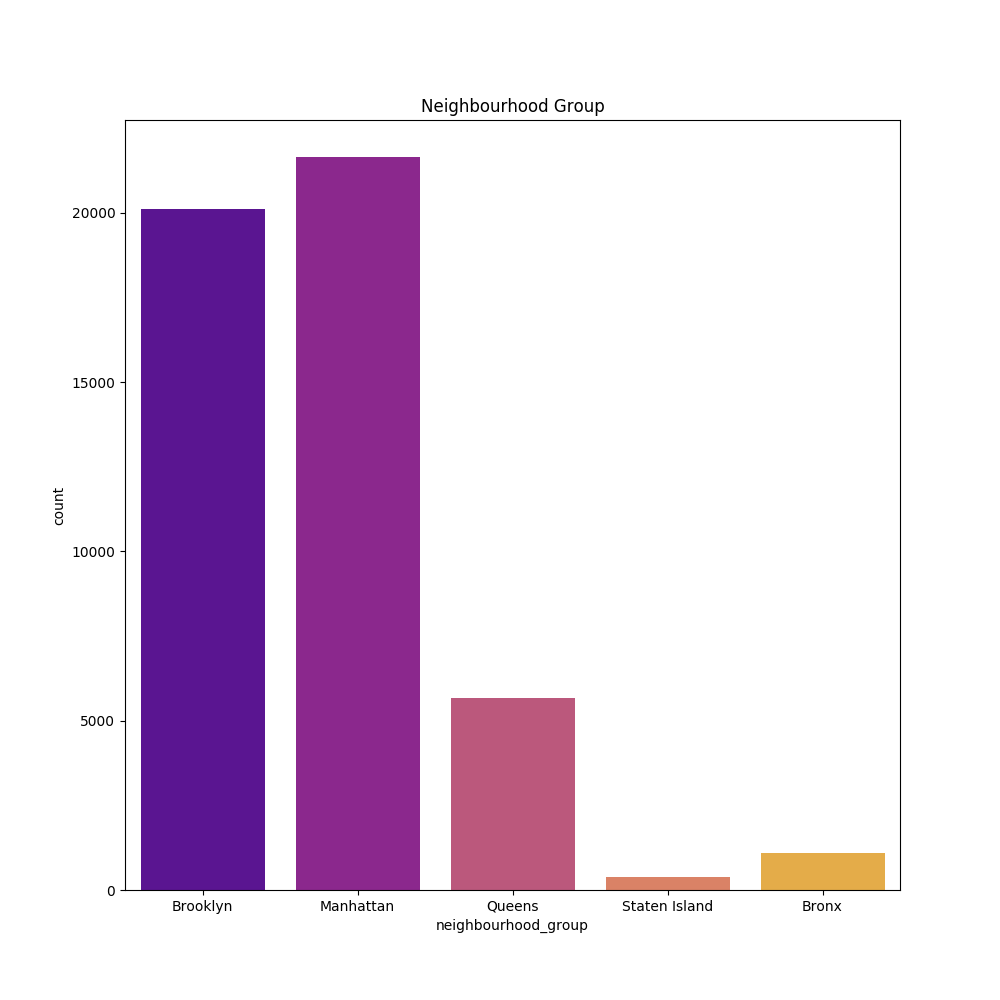 Neighbourhood Group
20000
15000
10000
5000
0
count
Brooklyn Manhattan Queens Staten Island Bronx
neighbourhood_group